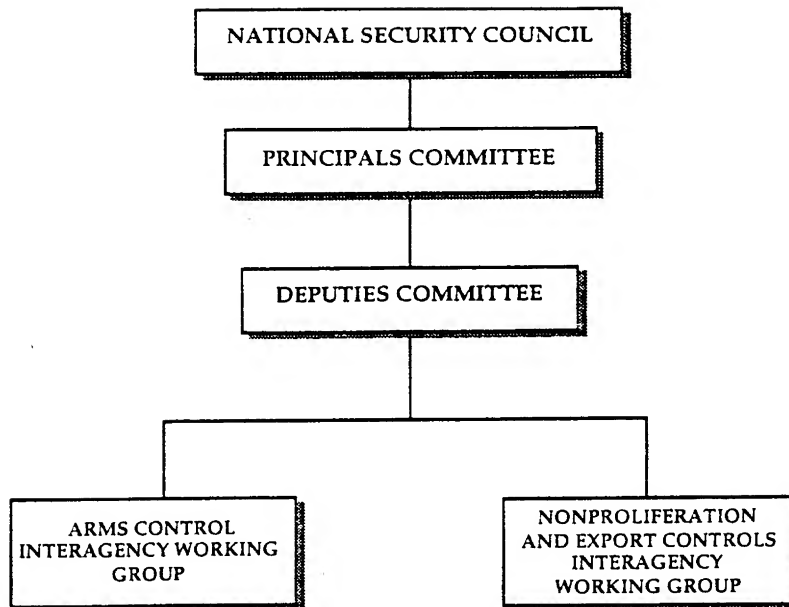 NATIONAL SECURITY COUNCIL
PRINCIPALS COMMITTEE
DEPUTIES COMMITTEE
ARMS CONTROL
INTERAGENCY WORKING
GROUP
NONPROLIFERATION
AND EXPORT CONTROLS
INTERAGENCY
WORKING GROUP